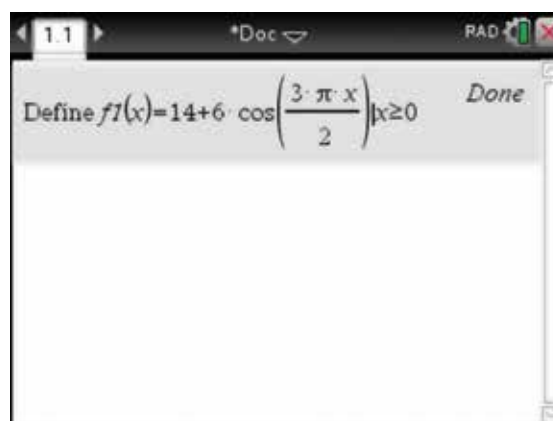 1.1 *Doc RAD
Define f1(x)=14+6·cos(3·π·x/2)|x≥0 Done